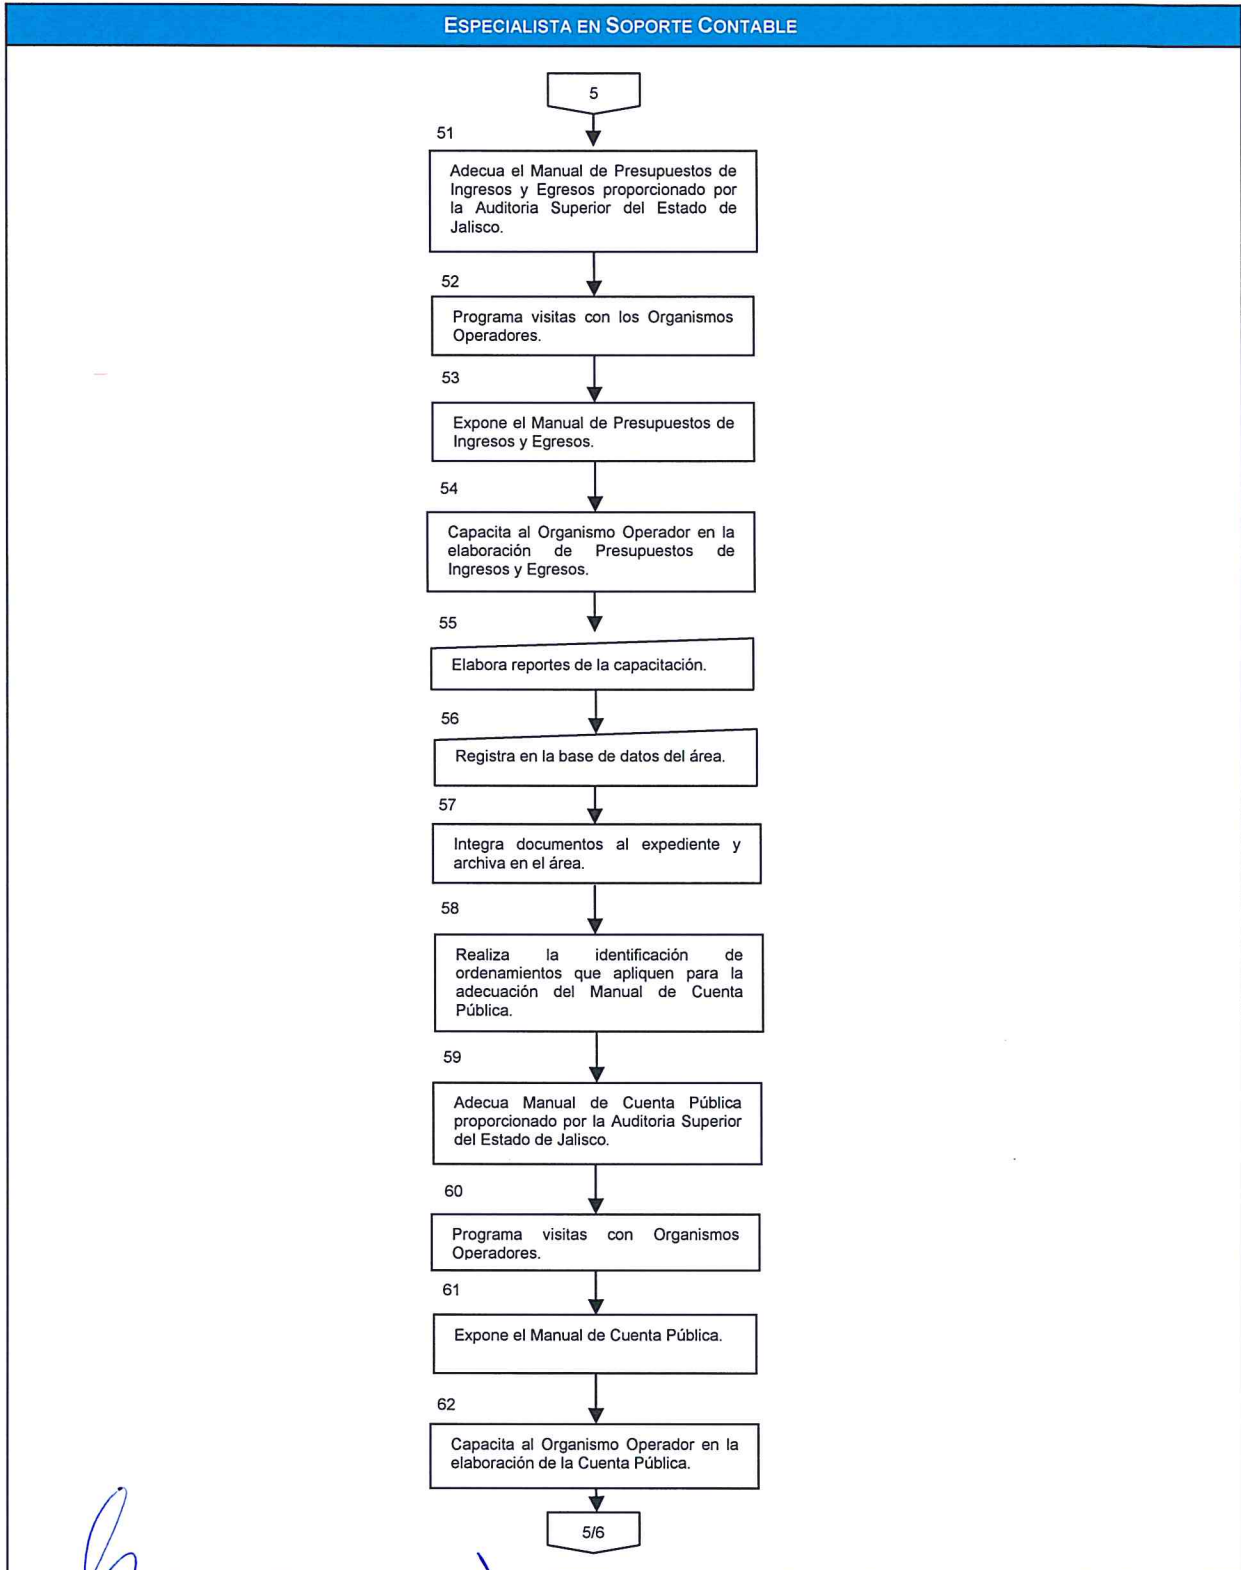 ESPECIALISTA EN SOPORTE CONTABLE
5
51
Adecua el Manual de Presupuestos de
Ingresos y Egresos proporcionado por
la Auditoria Superior del Estado de
Jalisco.
52
Programa visitas con los Organismos
Operadores.
53
Expone el Manual de Presupuestos de
Ingresos y Egresos.
54
Capacita al Organismo Operador en la
elaboración de Presupuestos de
Ingresos y Egresos.
55
Elabora reportes de la capacitación.
56
Registra en la base de datos del área.
57
Integra documentos al expediente y
archiva en el área.
58
Realiza la identificación de
ordenamientos que apliquen para la
adecuación del Manual de Cuenta
Pública.
59
Adecua Manual de Cuenta Pública
proporcionado por la Auditoria Superior
del Estado de Jalisco.
60
Programa visitas con Organismos
Operadores.
61
Expone el Manual de Cuenta Pública.
62
Capacita al Organismo Operador en la
elaboración de la Cuenta Pública.
5/6